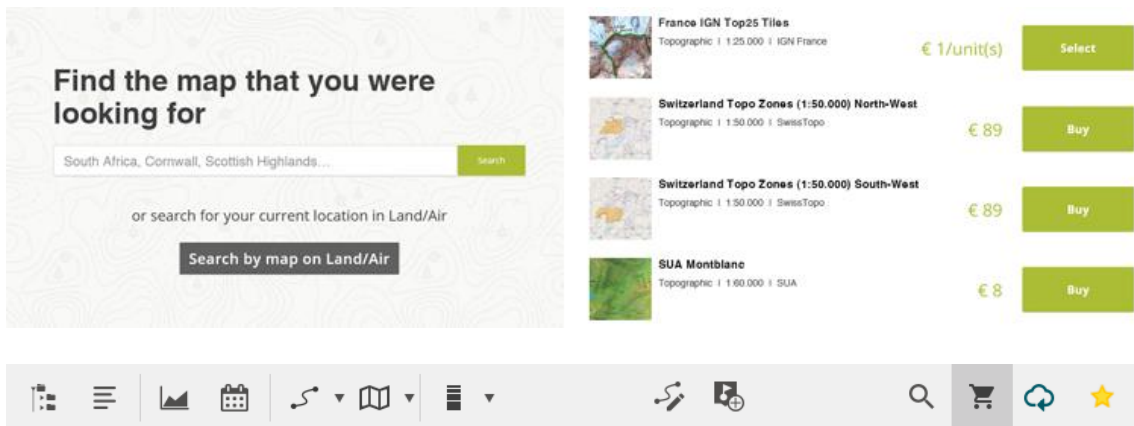 Find the map that you were
looking for
South Africa, Cornwall, Scottish Highlands...
Search
or search for your current location in Land/Air
Search by map on Land/Air
France IGN Top25 Tiles
Topographic | 1:25.000 | IGN France
€ 1/unit(s)
Select
Switzerland Topo Zones (1:50.000) North-West
Topographic | 1:50.000 | SwissTopo
€ 89
Buy
Switzerland Topo Zones (1:50.000) South-West
Topographic | 1:50.000 | SwissTopo
€ 89
Buy
SUA Montblanc
Topographic | 1:60.000 | SUA
€ 8
Buy